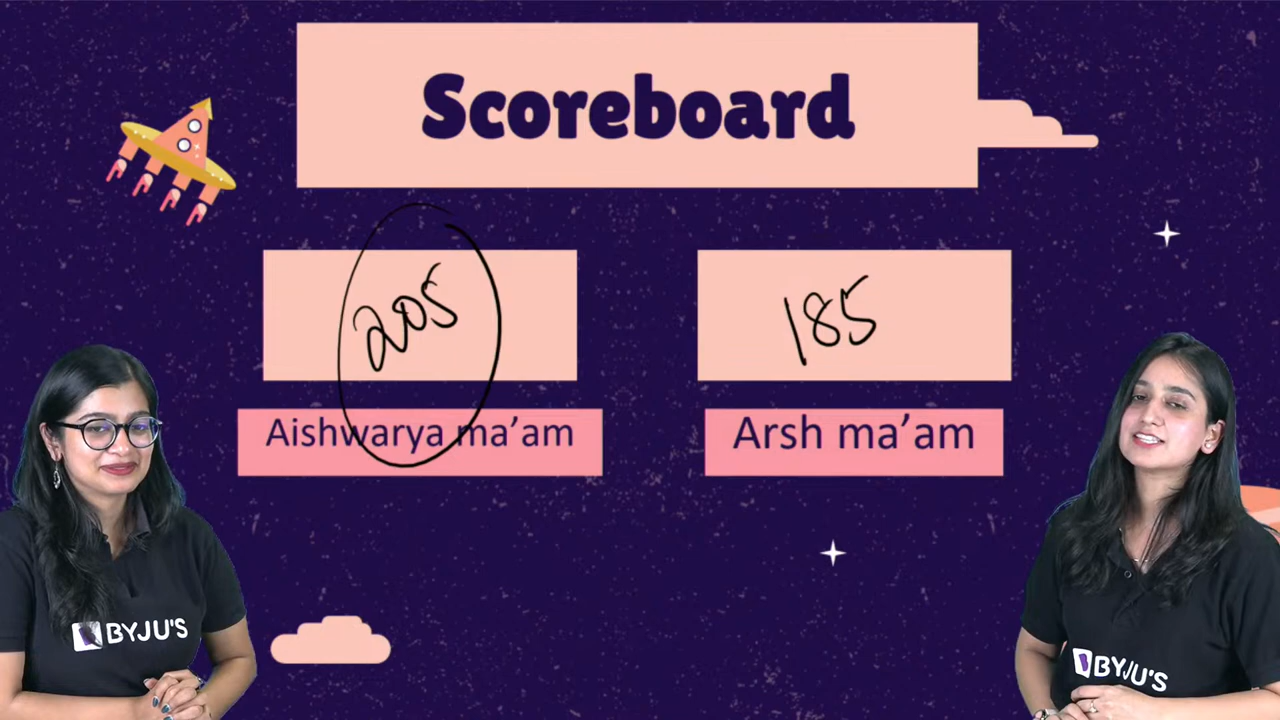 Scoreboard
205
185
Aishwarya ma’am
Arsh ma’am
BYJU'S
BYJU'S